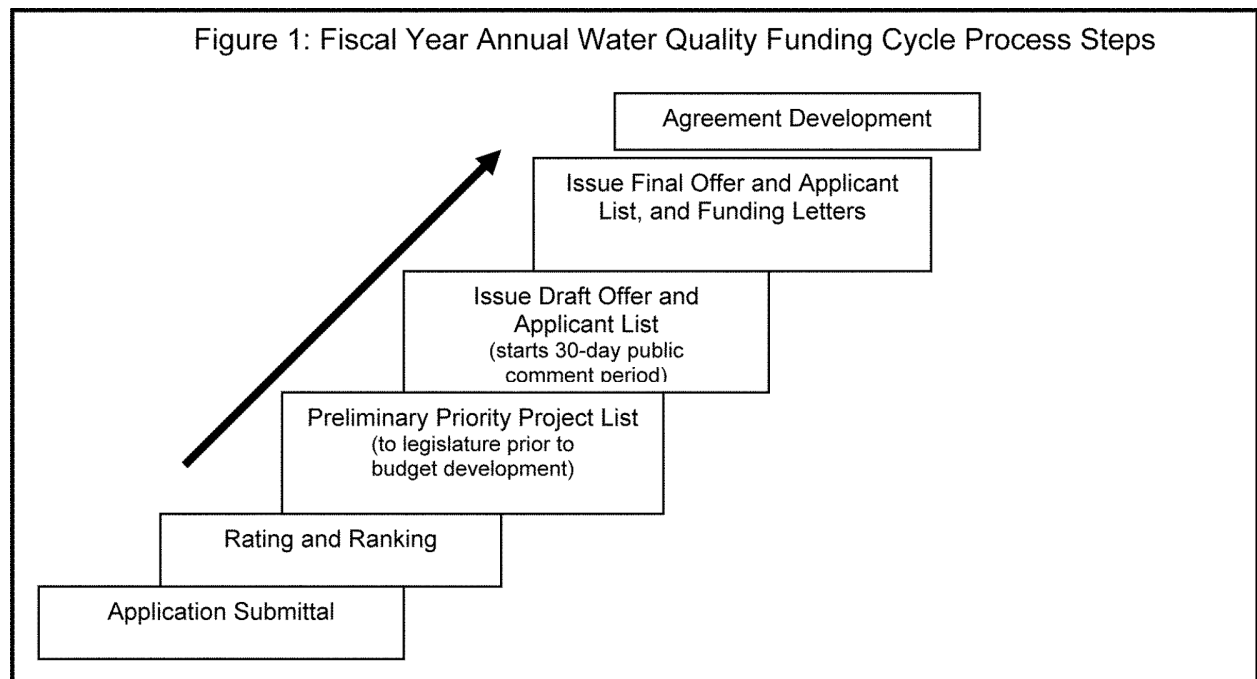 Figure 1: Fiscal Year Annual Water Quality Funding Cycle Process Steps
Agreement Development
Issue Final Offer and Applicant
List, and Funding Letters
Issue Draft Offer and
Applicant List
(starts 30-day public
comment period)
Preliminary Priority Project List
(to legislature prior to
budget development)
Rating and Ranking
Application Submittal